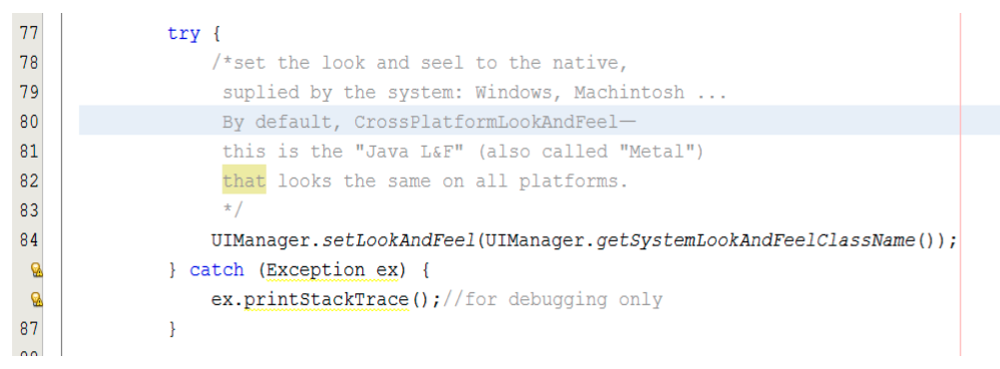 77 try {
78 /*set the look and seel to the native,
79 suplied by the system: Windows, Machintosh ...
80 By default, CrossPlatformLookAndFeel—
81 this is the "Java L&F" (also called "Metal")
82 that looks the same on all platforms.
83 */
84 UIManager.setLookAndFeel(UIManager.getSystemLookAndFeelClassName());
} catch (Exception ex) {
ex.printStackTrace();//for debugging only
87 }